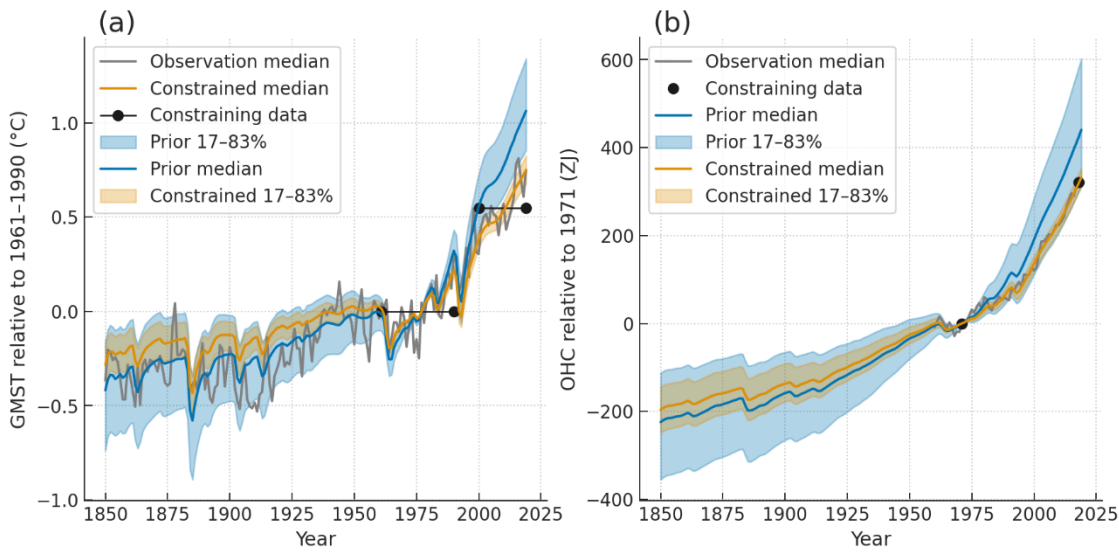 (a)
GMST relative to 1961–1990 (°C)
1.0
0.5
0.0
−0.5
−1.0
Observation median
Constrained median
Constraining data
Prior 17–83%
Prior median
Constrained 17–83%
1850 1875 1900 1925 1950 1975 2000 2025
Year
(b)
OHC relative to 1971 (ZJ)
600
400
200
0
−200
−400
Observation median
Constraining data
Prior median
Prior 17–83%
Constrained median
Constrained 17–83%
1850 1875 1900 1925 1950 1975 2000 2025
Year